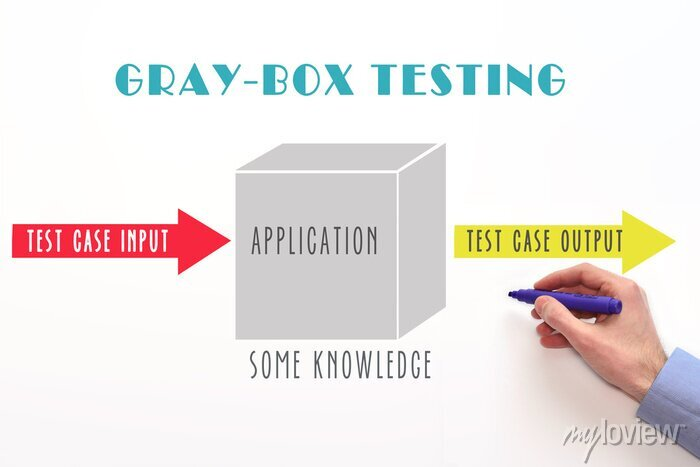 GRAY-BOX TESTING
TEST CASE INPUT
APPLICATION
TEST CASE OUTPUT
SOME KNOWLEDGE
myloview